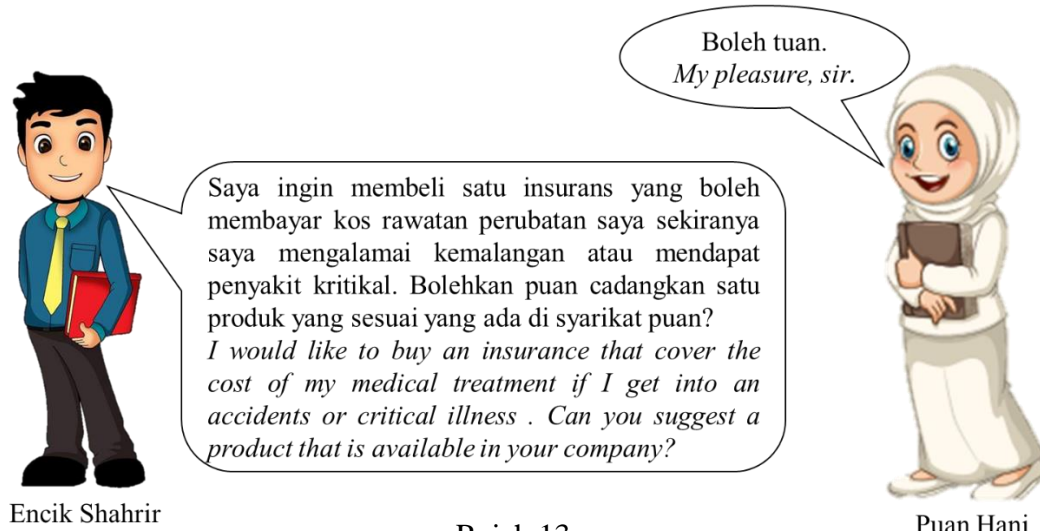 Boleh tuan.
My pleasure, sir.
Saya ingin membeli satu insurans yang boleh
membayar kos rawatan perubatan saya sekiranya
saya mengalami kemalangan atau mendapat
penyakit kritikal. Bolehkan puan cadangkan satu
produk yang sesuai yang ada di syarikat puan?
I would like to buy an insurance that cover the
cost of my medical treatment if I get into an
accidents or critical illness . Can you suggest a
product that is available in your company?
Encik Shahrir
Puan Hani